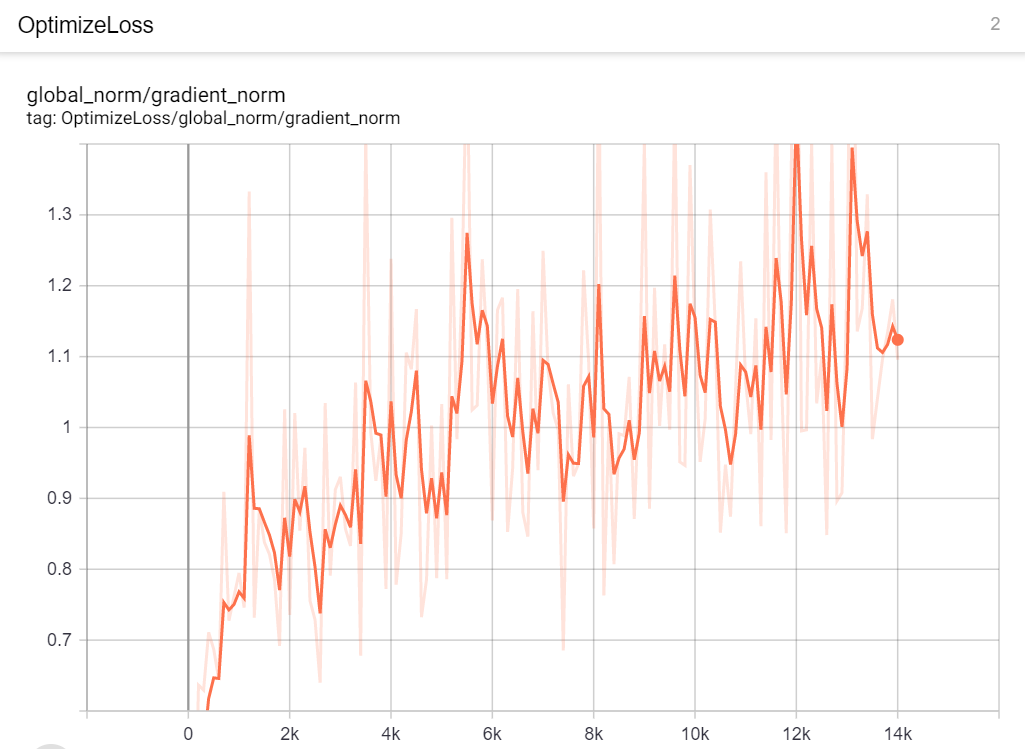 OptimizeLoss
2
global_norm/gradient_norm
tag: OptimizeLoss/global_norm/gradient_norm
1.3
1.2
1.1
1
0.9
0.8
0.7
0 2k 4k 6k 8k 10k 12k 14k